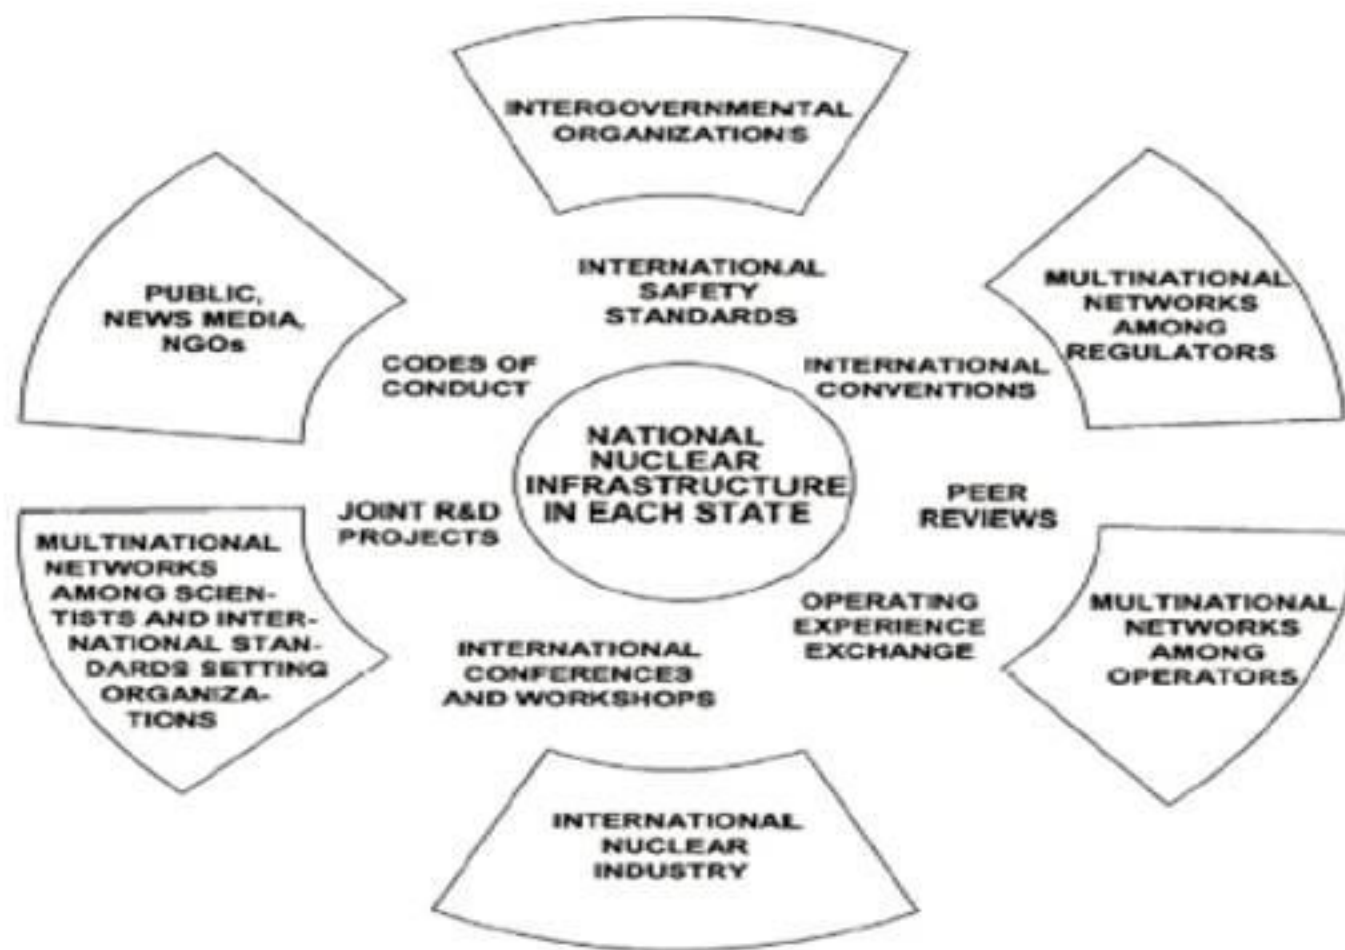 INTERGOVERNMENTAL
ORGANIZATIONS
INTERNATIONAL
SAFETY
STANDARDS
MULTINATIONAL
NETWORKS
AMONG
REGULATORS
PUBLIC,
NEWS MEDIA,
NGOs
CODES OF
CONDUCT
INTERNATIONAL
CONVENTIONS
NATIONAL
NUCLEAR
INFRASTRUCTURE
IN EACH STATE
PEER
REVIEWS
JOINT R&D
PROJECTS
MULTINATIONAL
NETWORKS
AMONG SCIEN-
TISTS AND INTER-
NATIONAL STAN-
DARDS SETTING
ORGANIZA-
TIONS
OPERATING
EXPERIENCE
EXCHANGE
MULTINATIONAL
NETWORKS
AMONG
OPERATORS
INTERNATIONAL
CONFERENCES
AND WORKSHOPS
INTERNATIONAL
NUCLEAR
INDUSTRY